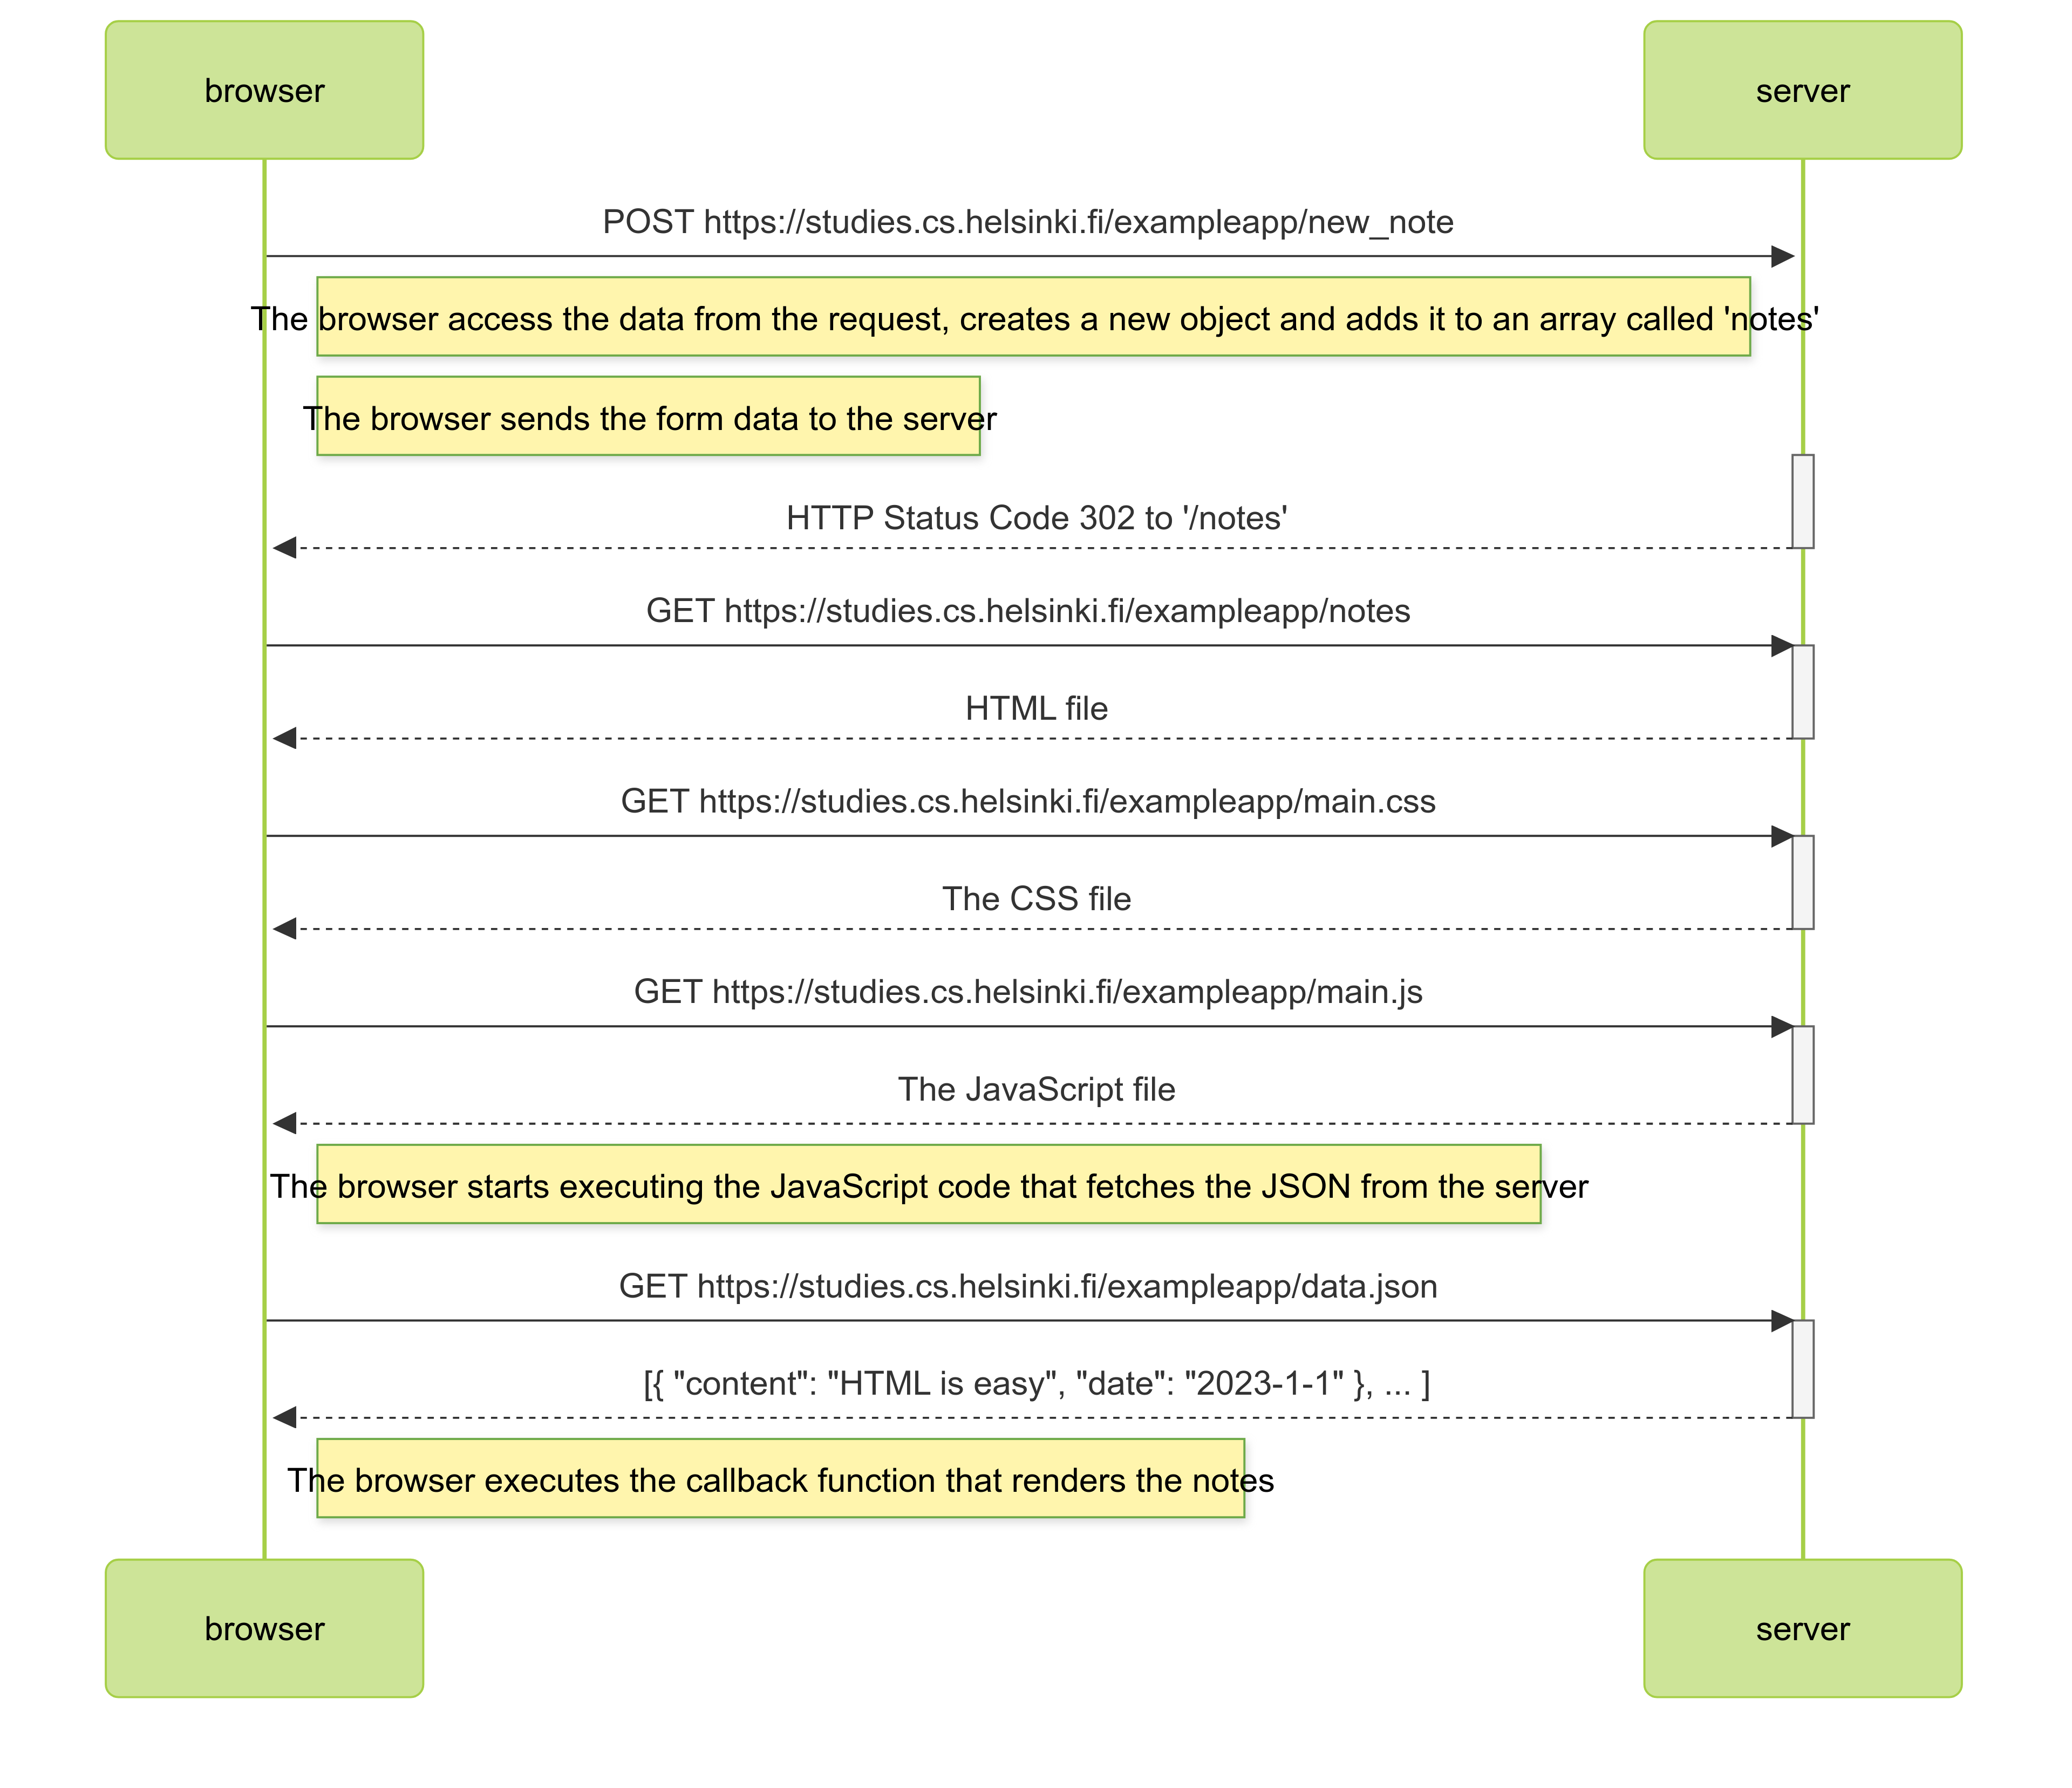 browser
server
POST https://studies.cs.helsinki.fi/exampleapp/new_note
The browser access the data from the request, creates a new object and adds it to an array called 'notes'
The browser sends the form data to the server
HTTP Status Code 302 to '/notes'
GET https://studies.cs.helsinki.fi/exampleapp/notes
HTML file
GET https://studies.cs.helsinki.fi/exampleapp/main.css
The CSS file
GET https://studies.cs.helsinki.fi/exampleapp/main.js
The JavaScript file
The browser starts executing the JavaScript code that fetches the JSON from the server
GET https://studies.cs.helsinki.fi/exampleapp/data.json
[{ "content": "HTML is easy", "date": "2023-1-1" }, ... ]
The browser executes the callback function that renders the notes
browser
server